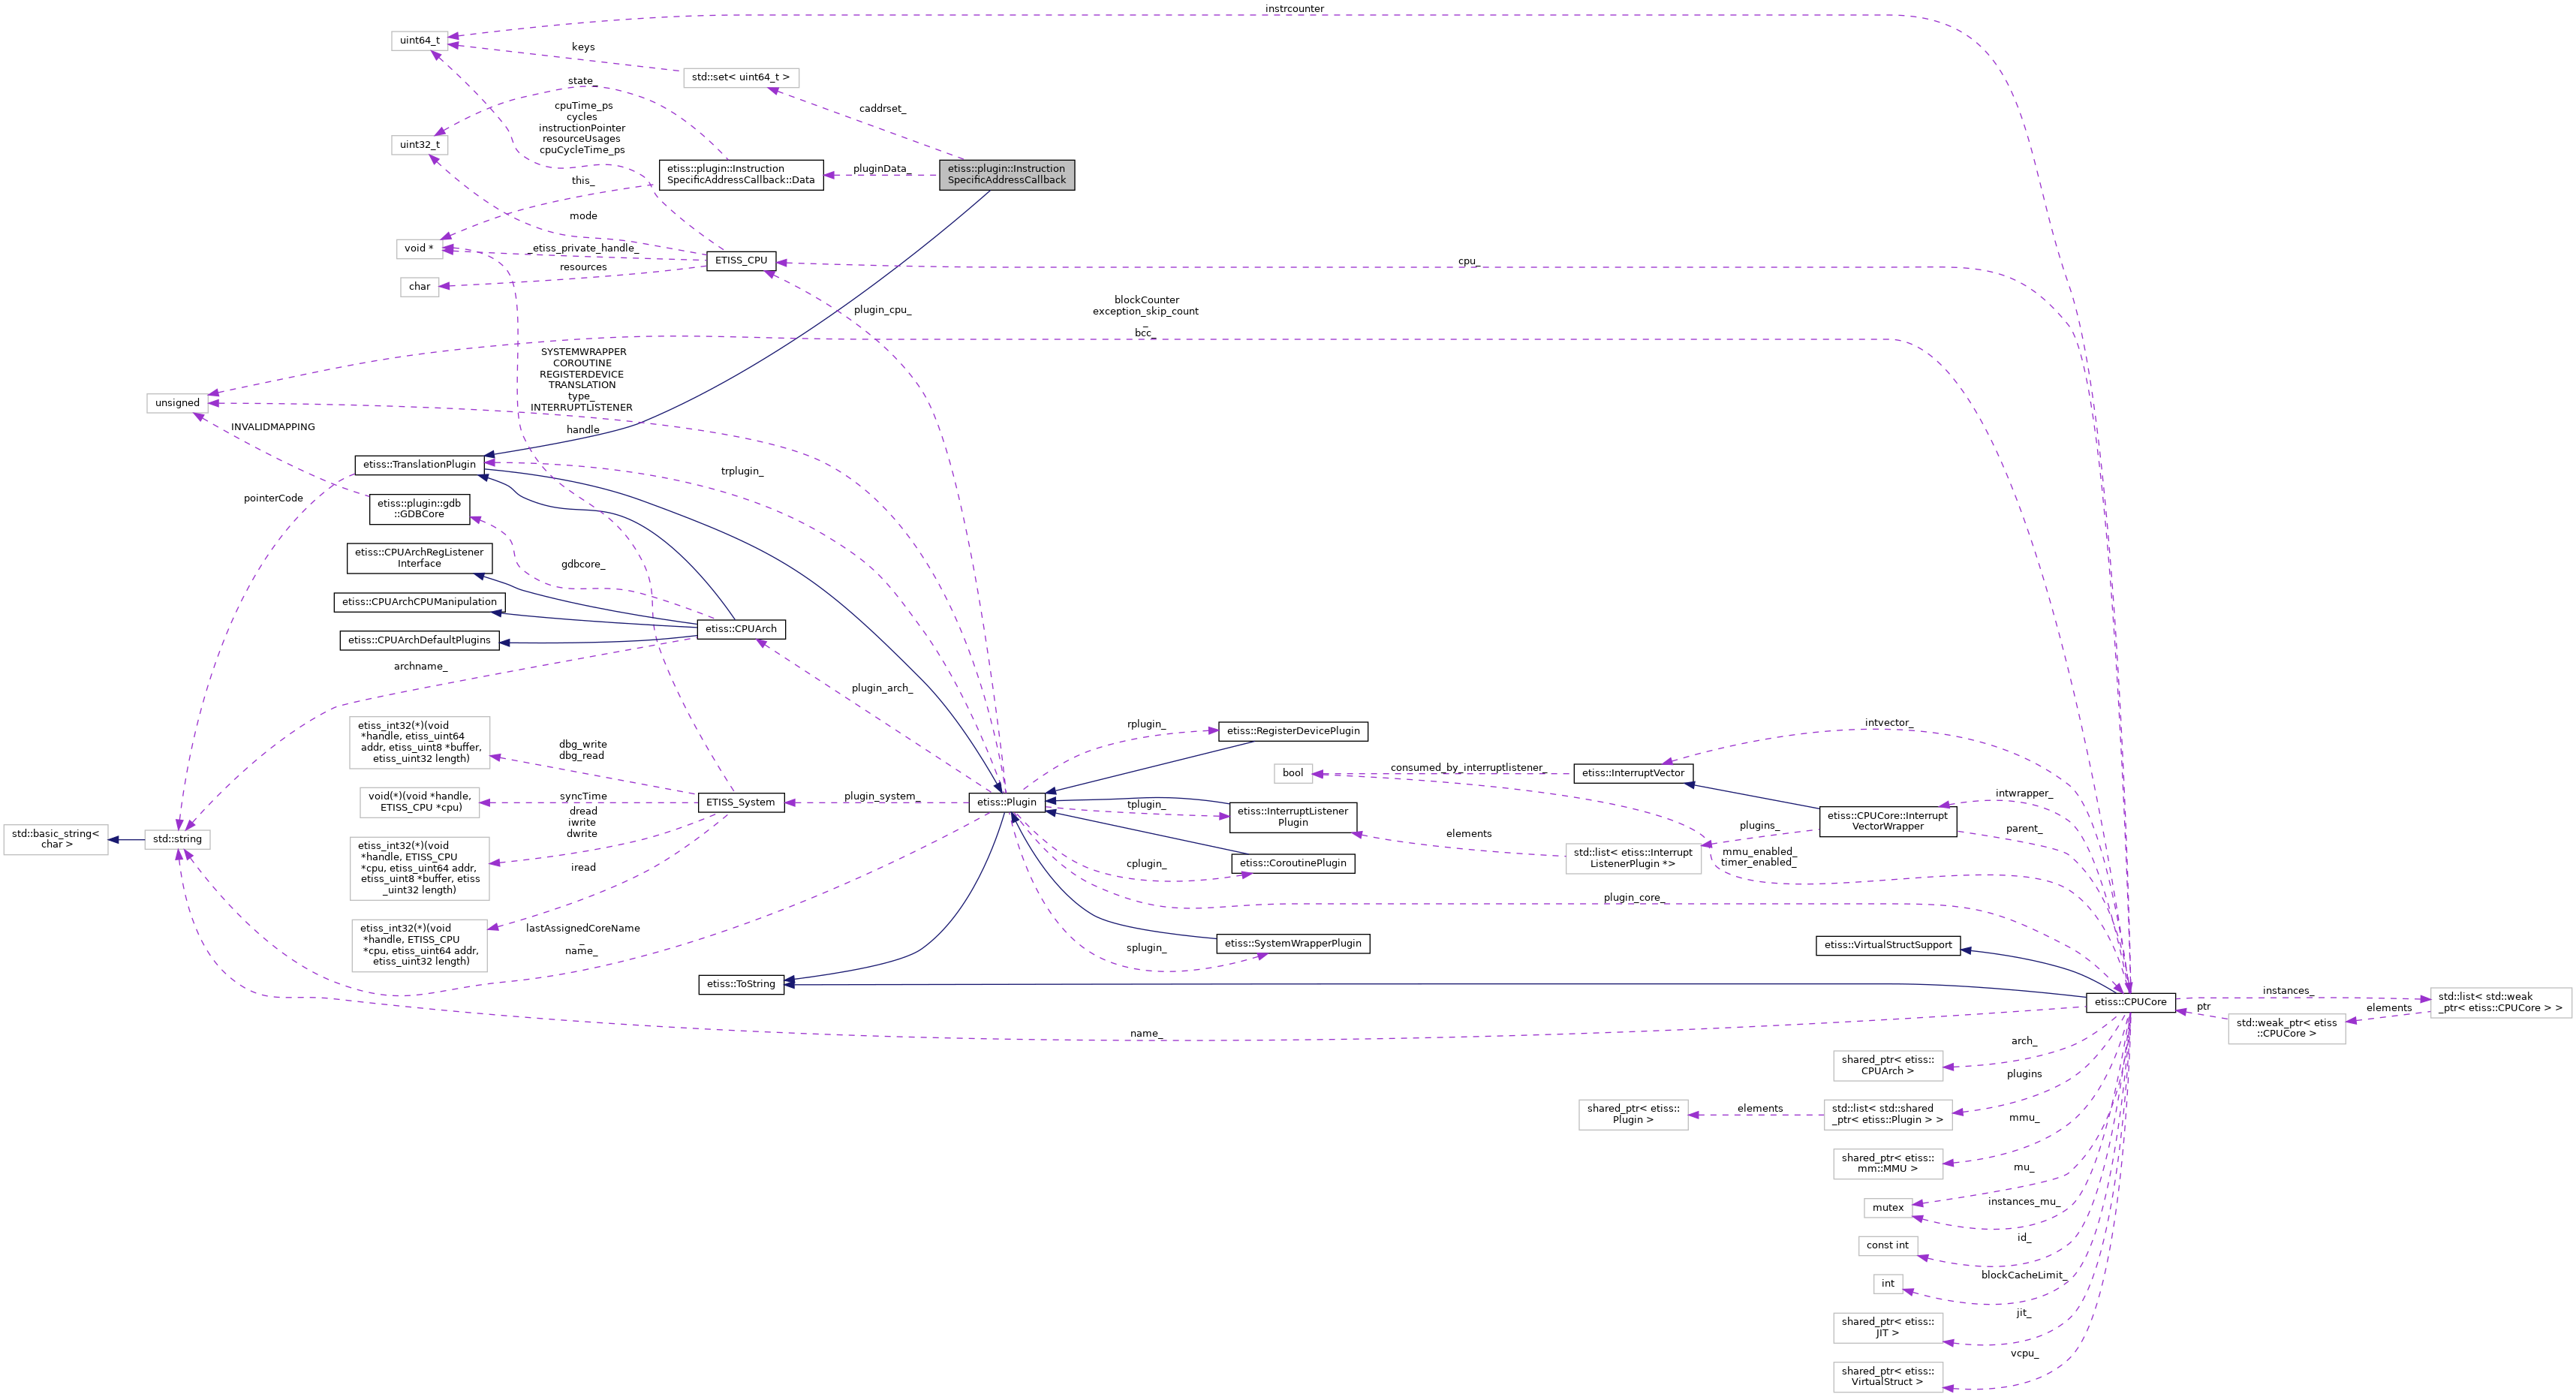 instrcounter
uint64_t
keys
std::set< uint64_t >
state_
caddrset_
cpuTime_ps
cycles
instructionPointer
resourceUsages
cpuCycleTime_ps
uint32_t
etiss::plugin::Instruction
SpecificAddressCallback::Data
pluginData_
etiss::plugin::Instruction
SpecificAddressCallback
this_
mode
void *
_etiss_private_handle_
ETISS_CPU
cpu_
resources
char
plugin_cpu_
blockCounter
exception_skip_count
_
bcc_
SYSTEMWRAPPER
COROUTINE
REGISTERDEVICE
TRANSLATION
type_
INTERRUPTLISTENER
unsigned
INVALIDMAPPING
handle
etiss::TranslationPlugin
trplugin_
pointerCode
etiss::plugin::gdb
::GDBCore
etiss::CPUArchRegListener
Interface
gdbcore_
etiss::CPUArchCPUManipulation
etiss::CPUArch
etiss::CPUArchDefaultPlugins
archname_
plugin_arch_
etiss_int32(*)(void
*handle, etiss_uint64
addr, etiss_uint8 *buffer,
etiss_uint32 length)
dbg_write
dbg_read
rplugin_
etiss::RegisterDevicePlugin
intvector_
bool
consumed_by_interruptlistener_
etiss::InterruptVector
void(*)(void *handle,
ETISS_CPU *cpu)
syncTime
ETISS_System
plugin_system_
etiss::Plugin
tplugin_
etiss::InterruptListener
Plugin
intwrapper_
etiss::CPUCore::Interrupt
VectorWrapper
parent_
plugins_
elements
std::basic_string<
char >
std::string
dread
iwrite
dwrite
etiss_int32(*)(void
*handle, ETISS_CPU
*cpu, etiss_uint64 addr,
etiss_uint8 *buffer, etiss
_uint32 length)
iread
cplugin_
etiss::CoroutinePlugin
std::list< etiss::Interrupt
ListenerPlugin *>
mmu_enabled_
timer_enabled_
plugin_core_
etiss_int32(*)(void
*handle, ETISS_CPU
*cpu, etiss_uint64 addr,
etiss_uint32 length)
lastAssignedCoreName
_
name_
splugin_
etiss::SystemWrapperPlugin
etiss::VirtualStructSupport
etiss::ToString
etiss::CPUCore
instances_
std::list< std::weak
_ptr< etiss::CPUCore > >
ptr
elements
std::weak_ptr< etiss
::CPUCore >
name_
arch_
shared_ptr< etiss::
CPUArch >
plugins
shared_ptr< etiss::
Plugin >
elements
std::list< std::shared
_ptr< etiss::Plugin > >
mmu_
shared_ptr< etiss::
mm::MMU >
mu_
instances_mu_
mutex
id_
const int
blockCacheLimit_
int
jit_
shared_ptr< etiss::
JIT >
vcpu_
shared_ptr< etiss::
VirtualStruct >